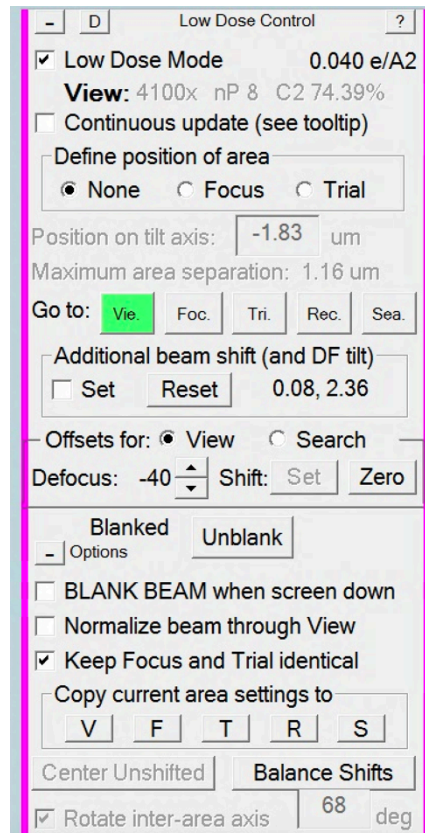 - D Low Dose Control ?
Low Dose Mode 0.040 e/A2
View: 4100x nP 8 C2 74.39%
Continuous update (see tooltip)
Define position of area
None Focus Trial
Position on tilt axis: -1.83 um
Maximum area separation: 1.16 um
Go to: Vie. Foc. Tri. Rec. Sea.
Additional beam shift (and DF tilt)
Set Reset 0.08, 2.36
Offsets for: View Search
Defocus: -40 Shift: Set Zero
Blanked Unblank
- Options
BLANK BEAM when screen down
Normalize beam through View
Keep Focus and Trial identical
Copy current area settings to
V F T R S
Center Unshifted Balance Shifts
Rotate inter-area axis 68 deg